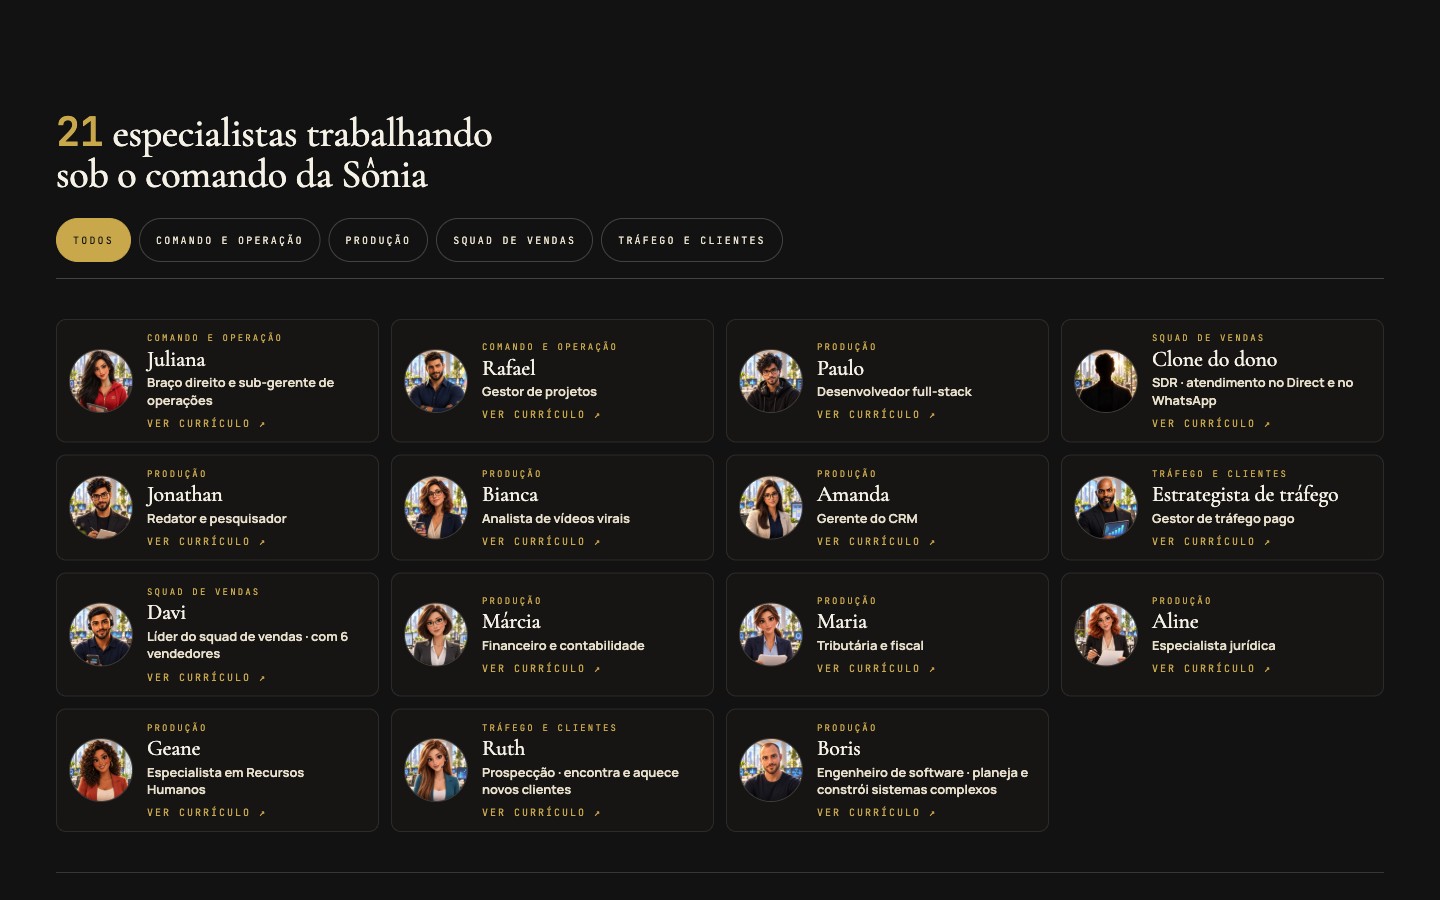 21 especialistas trabalhando
sob o comando da Sônia
TODOS
COMANDO E OPERAÇÃO
PRODUÇÃO
SQUAD DE VENDAS
TRÁFEGO E CLIENTES
COMANDO E OPERAÇÃO
Juliana
Braço direito e sub-gerente de
operações
VER CURRÍCULO ↗
COMANDO E OPERAÇÃO
Rafael
Gestor de projetos
VER CURRÍCULO ↗
PRODUÇÃO
Paulo
Desenvolvedor full-stack
VER CURRÍCULO ↗
SQUAD DE VENDAS
Clone do dono
SDR · atendimento no Direct e no
WhatsApp
VER CURRÍCULO ↗
PRODUÇÃO
Jonathan
Redator e pesquisador
VER CURRÍCULO ↗
PRODUÇÃO
Bianca
Analista de vídeos virais
VER CURRÍCULO ↗
PRODUÇÃO
Amanda
Gerente do CRM
VER CURRÍCULO ↗
TRÁFEGO E CLIENTES
Estrategista de tráfego
Gestor de tráfego pago
VER CURRÍCULO ↗
SQUAD DE VENDAS
Davi
Líder do squad de vendas · com 6
vendedores
VER CURRÍCULO ↗
PRODUÇÃO
Márcia
Financeiro e contabilidade
VER CURRÍCULO ↗
PRODUÇÃO
Maria
Tributária e fiscal
VER CURRÍCULO ↗
PRODUÇÃO
Aline
Especialista jurídica
VER CURRÍCULO ↗
PRODUÇÃO
Geane
Especialista em Recursos
Humanos
VER CURRÍCULO ↗
TRÁFEGO E CLIENTES
Ruth
Prospecção · encontra e aquece
novos clientes
VER CURRÍCULO ↗
PRODUÇÃO
Boris
Engenheiro de software · planeja e
constrói sistemas complexos
VER CURRÍCULO ↗